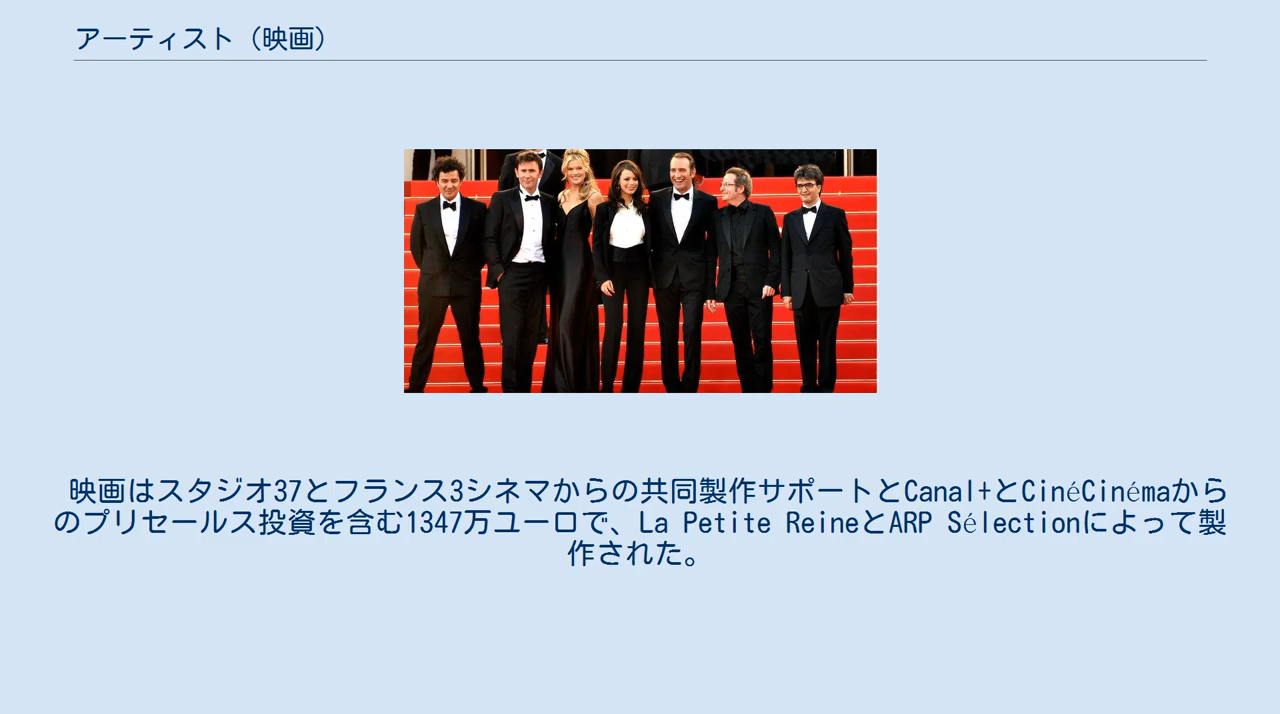 アーティスト（映画）
映画はスタジオ37とフランス3シネマからの共同製作サポートとCanal+とCinéCinémaから
のプリセールス投資を含む1347万ユーロで、La Petite ReineとARP Sélectionによって製
作された。